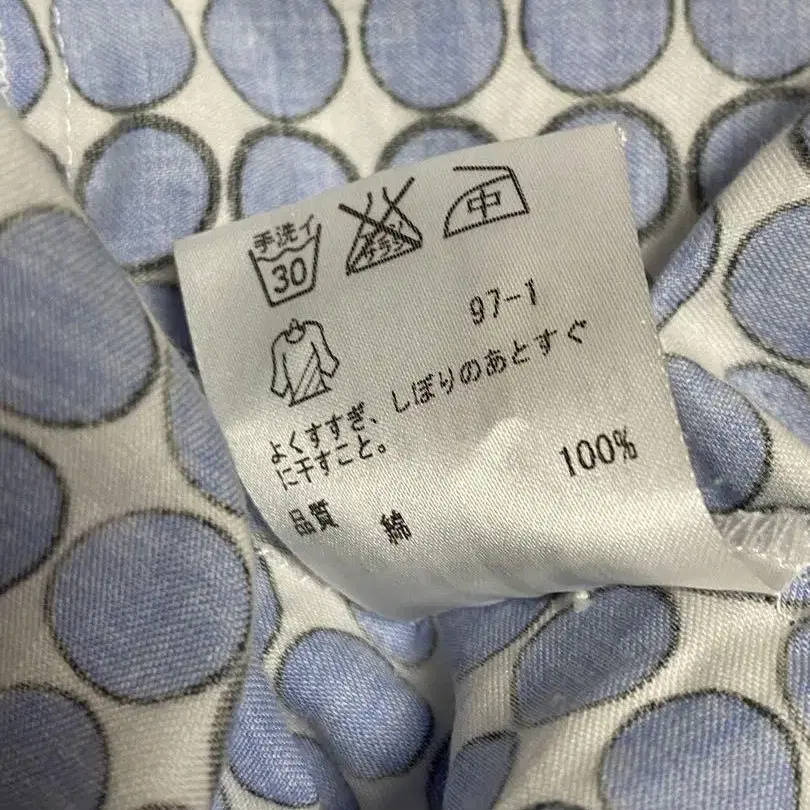 手洗イ
30
エンソサラシ
中
97-1
よくすすぎ、しぼりのあとすぐ
に干すこと。
品質 綿 100%